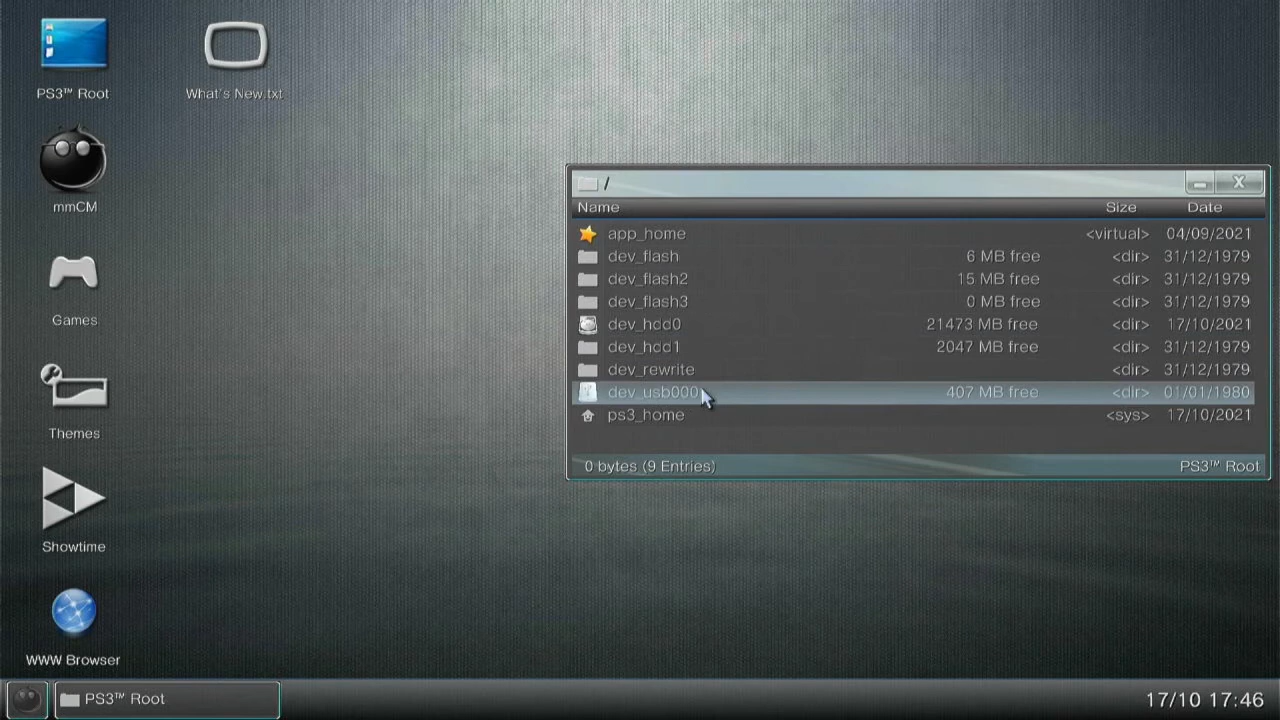 PS3™ Root
What's New.txt
mmCM
Games
Themes
Showtime
WWW Browser
/
Name Size Date
app_home <virtual> 04/09/2021
dev_flash 6 MB free <dir> 31/12/1979
dev_flash2 15 MB free <dir> 31/12/1979
dev_flash3 0 MB free <dir> 31/12/1979
dev_hdd0 21473 MB free <dir> 17/10/2021
dev_hdd1 2047 MB free <dir> 31/12/1979
dev_rewrite <dir> 31/12/1979
dev_usb000 407 MB free <dir> 01/01/1980
ps3_home <sys> 17/10/2021
0 bytes (9 Entries) PS3™ Root
PS3™ Root
17/10 17:46